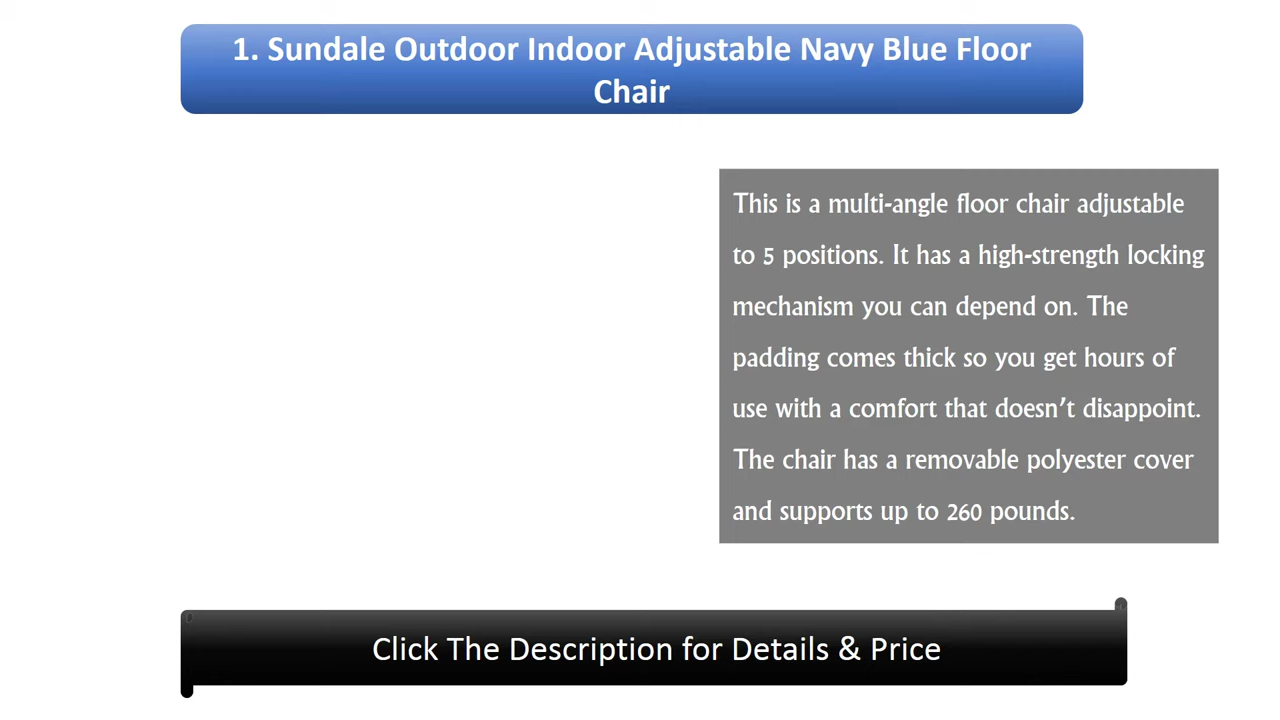 1. Sundale Outdoor Indoor Adjustable Navy Blue Floor
Chair
This is a multi-angle floor chair adjustable
to 5 positions. It has a high-strength locking
mechanism you can depend on. The
padding comes thick so you get hours of
use with a comfort that doesn’t disappoint.
The chair has a removable polyester cover
and supports up to 260 pounds.
Click The Description for Details & Price